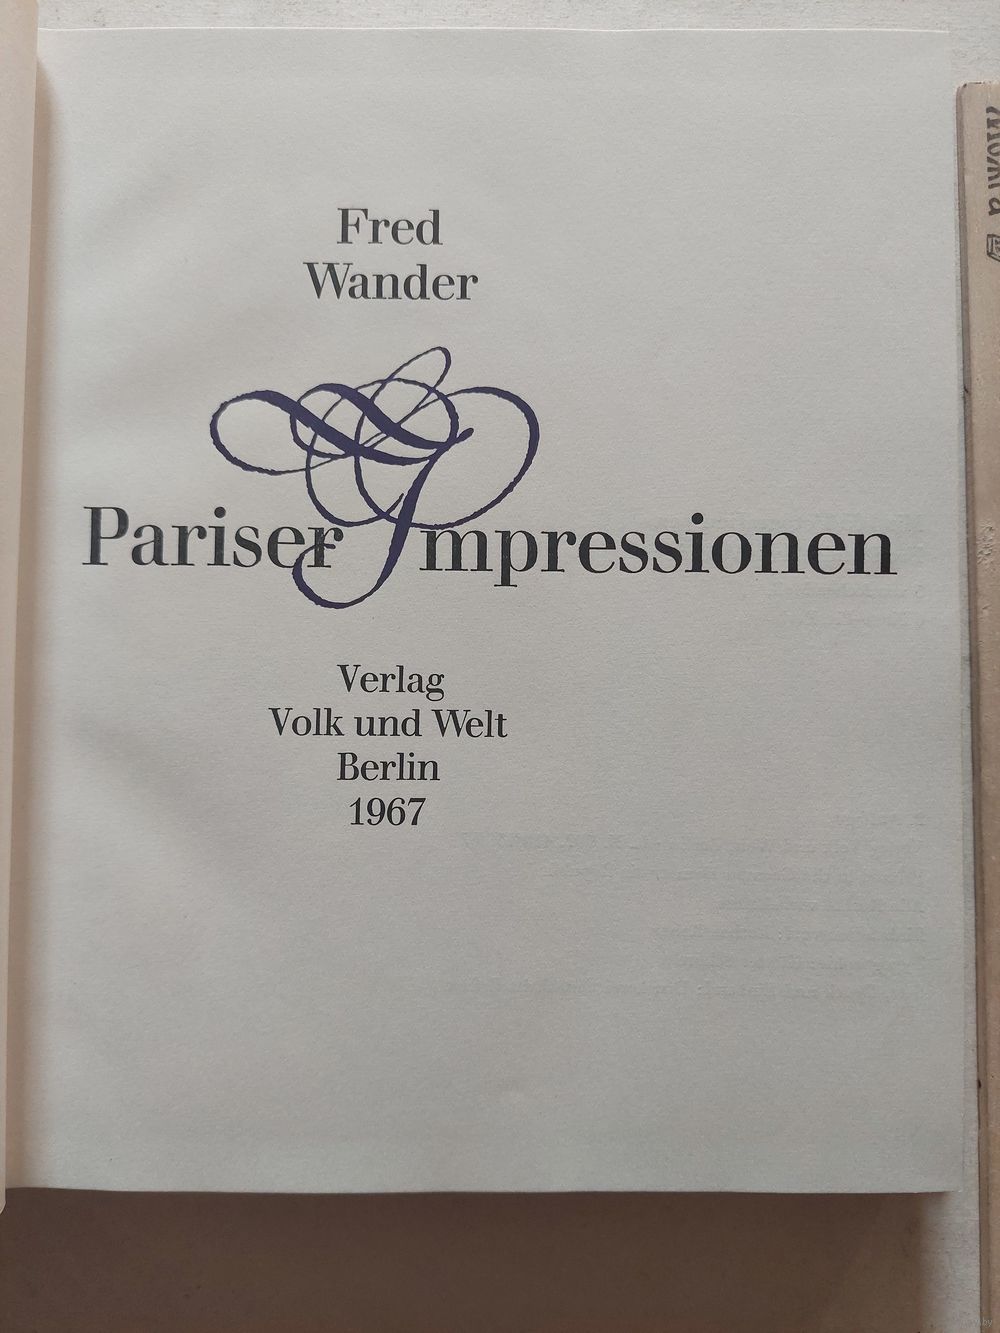 Fred
Wander
Pariser Impressionen
Verlag
Volk und Welt
Berlin
1967